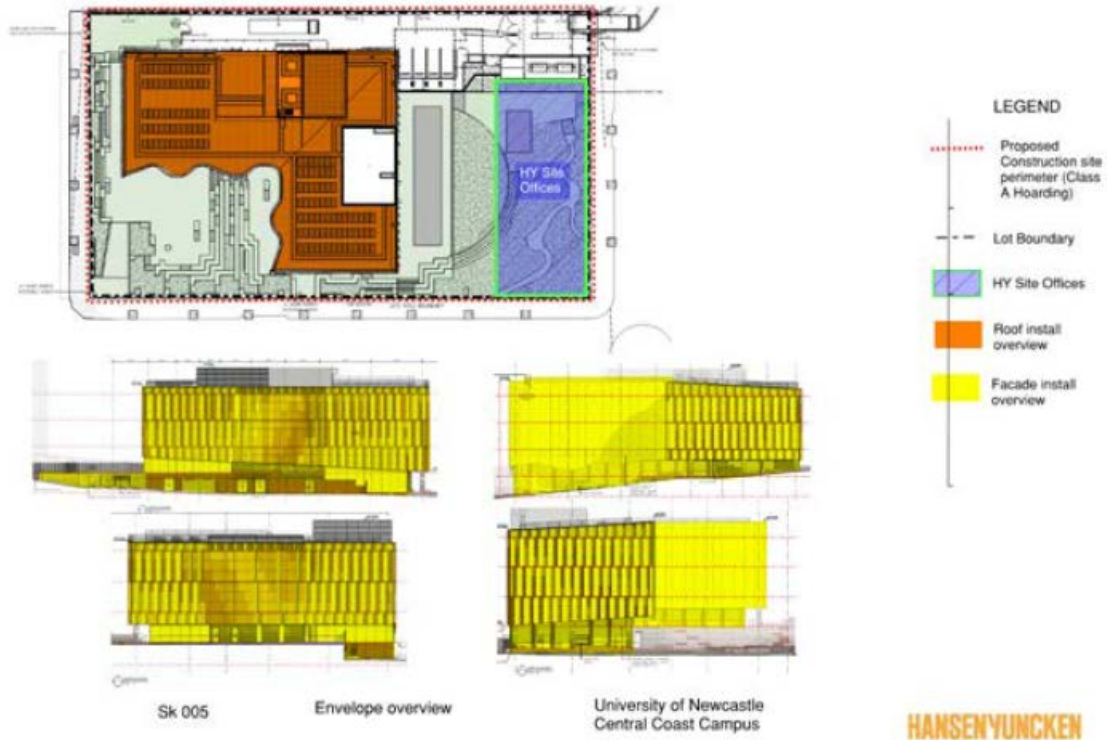 HY Site
Offices
LEGEND
Proposed
Construction site
perimeter (Class
A Hoarding)
Lot Boundary
HY Site Offices
Roof install
overview
Facade install
overview
Sk 005
Envelope overview
University of Newcastle
Central Coast Campus
HANSENYUNCKEN